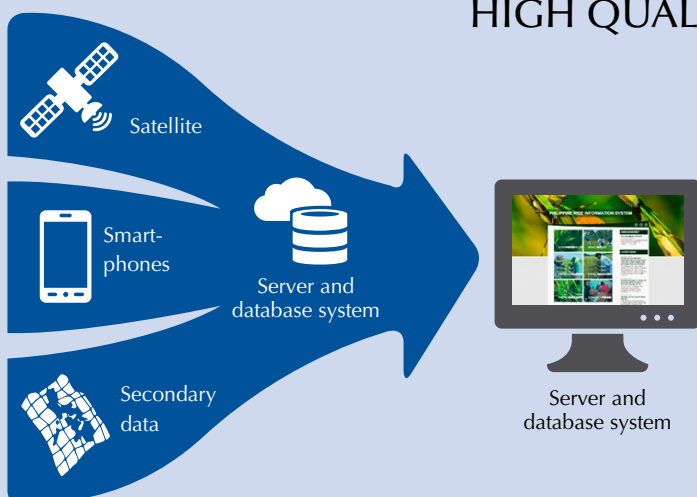 HIGH QUAL
Satellite
Smart-
phones
Server and
database system
Secondary
data
PHILIPPINE RICE INFORMATION SYSTEM
Server and
database system